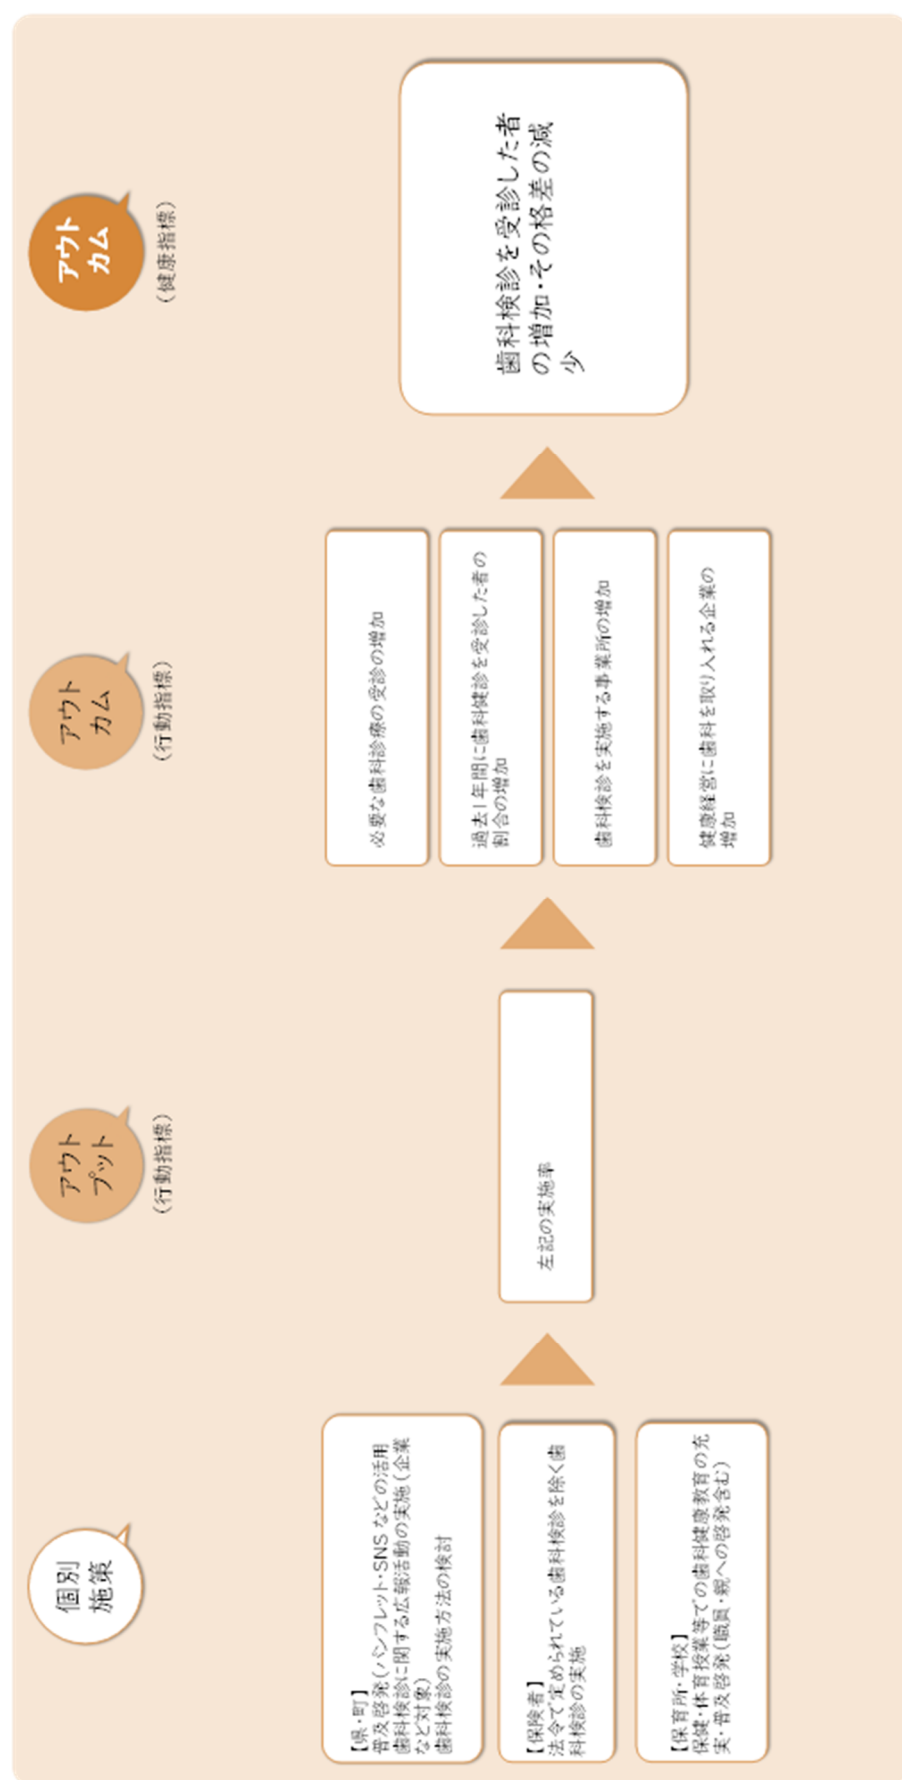 個別
施策
【県・町】
普及啓発(パンフレット・SNS などの活用
歯科検診に関する広報活動の実施(企業
など対象)
歯科検診の実施方法の検討
【保険者】
法令で定められている歯科検診を除く歯
科検診の実施
【保育所・学校】
保健・体育授業等での歯科健康教育の充
実・普及啓発(職員・親への啓発含む)
アウト
プット
(行動指標)
左記の実施率
アウト
カム
(行動指標)
必要な歯科診療の受診の増加
過去1年間に歯科健診を受診した者の
割合の増加
歯科検診を実施する事業所の増加
健康経営に歯科を取り入れる企業の
増加
アウト
カム
(健康指標)
歯科検診を受診した者
の増加・その格差の減
少